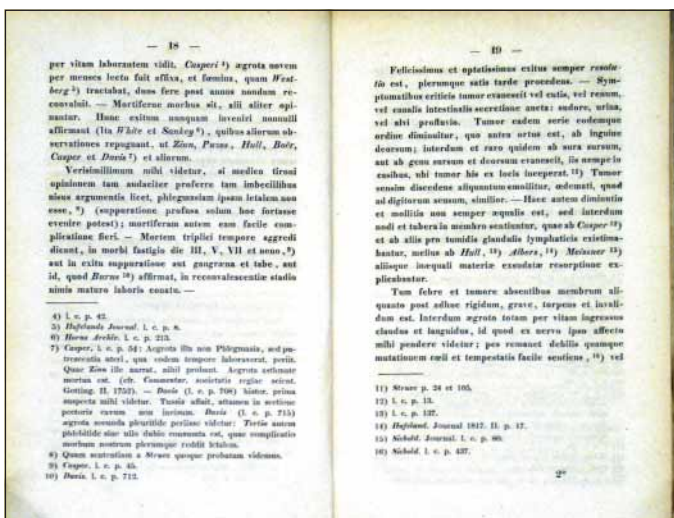 — 18 —
per vitam laborantem vidit. Casperi ⁴) ægrota novem
per menses lecto fuit affixa, et fœmina, quam West-
berg ⁵) tractabat, duos fere post annos nondum re-
convaluit. — Mortiferne morbus sit, alii aliter opi-
nantur. Hunc exitum nunquam inveniri nonnulli
affirmant (Ita White et Sankey ⁶), quibus aliorum ob-
servationes repugnant, ut Zinn, Puzos, Hull, Boër,
Casper et Davis ⁷) et aliorum.
Verisimillimum mihi videtur, si medico tironi
opinionem tam audacter proferre tam imbecillibus
nisus argumentis licet, phlegmasiam ipsam letalem non
esse, ⁸) (suppuratione profusa solum hoc fortasse
evenire potest); mortiferam autem eam facile com-
plicatione fieri. — Mortem triplici tempore aggredi
dicunt, in morbi fastigio die III, V, VII et nono, ⁹)
aut in exitu suppuratione aut gangræna et tabe, aut
id, quod Burns ¹⁰) affirmat, in reconvalescentiæ stadio
nimis maturo laboris conatu. —
4) l. c. p. 42.
5) Hufelands Journal. l. c. p. 8.
6) Horns Archiv. l. c. p. 213.
7) Casper, l. c. p. 54: Aegrota illa non Phlegmasia, sed pu-
trescentia uteri, qua eodem tempore laboraverat, periit.
Quae Zinn ille narrat, nihil probant. Aegrota asthmate
mortua est. (cfr. Commentar. societatis regiae scient.
Gotting. II. 1752). — Davis (l. c. p. 708) histor. prima
suspecta mihi videtur. Tussis affuit, attamen in sectione
pectoris cavum non incisum. Davis (l. c. p. 715)
ægrota secunda pleuritide periisse videtur: Tertia autem
phlebitide sine ullo dubio consumta est, quae complicatio
morbum nostrum plerumque reddit letalem.
8) Quam sententiam a Struve quoque probatam videmus.
9) Casper. l. c. p. 45.
10) Davis. l. c. p. 712.
— 19 —
Felicissimus et optatissimus exitus semper resolu-
tio est, plerumque satis tarde procedens. — Sym-
ptomatibus criticis tumor evanescit vel cutis, vel renum,
vel canalis intestinalis secretione aucta: sudore, urina,
vel alvi profluvio. Tumor eadem serie eodemque
ordine diminuitur, quo antea ortus est, ab inguine
deorsum; interdum et raro quidem ab sura sursum,
aut ab genu sursum et deorsum evanescit, iis nempe in
casibus, ubi tumor his ex locis inceperat. ¹¹) Tumor
sensim discedens aliquantum emollitur, œdemati, quod
ad digitorum sensum, similior. — Haec autem diminutio
et mollitia non semper æqualis est, sed interdum
nodi et tubera in membro sentiuntur, quae ab Casper ¹²)
et ab aliis pro tumidis glandulis lymphaticis existima-
bantur, melius ab Hull, ¹³) Albers, ¹⁴) Meissner ¹⁵)
aliisque inæquali materiæ exsudatæ resorptione ex-
plicabantur.
Tum febre et tumore absentibus membrum ali-
quanto post adhuc rigidum, grave, torpens et invali-
dum est. Interdum ægrota totam per vitam ingressus
claudus et languidus, id quod ex nervo ipso affecto
mihi pendere videtur; pes remanet debilis quamque
mutationem cœli et tempestatis facile sentiens, ¹⁶) vel
11) Struve p. 24 et 105.
12) l. c. p. 13.
13) l. c. p. 137.
14) Hufeland. Journal 1817. II. p. 17.
15) Siebold. Journal. l. c. p. 80.
16) Siebold. l. c. p. 437.
2*